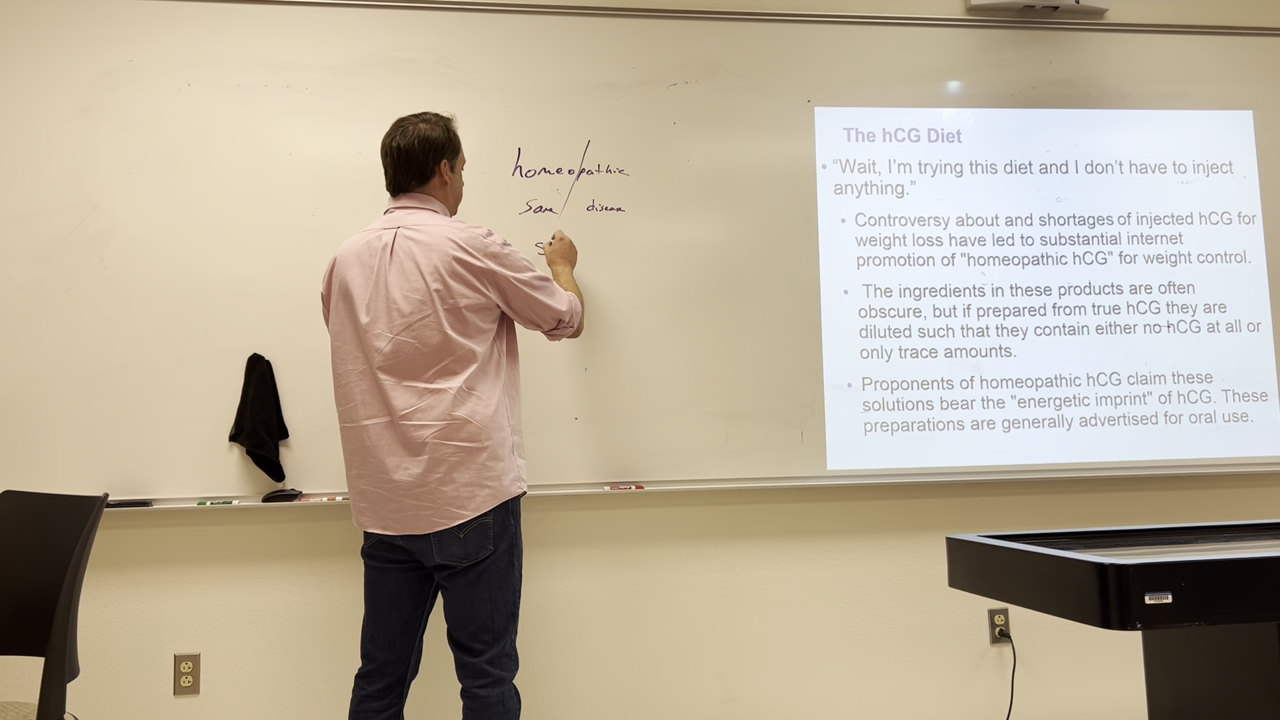 homeo/pathic
Same / disease
S
The hCG Diet
• “Wait, I’m trying this diet and I don’t have to inject
anything.”
• Controversy about and shortages of injected hCG for
weight loss have led to substantial internet
promotion of "homeopathic hCG" for weight control.
• The ingredients in these products are often
obscure, but if prepared from true hCG they are
diluted such that they contain either no hCG at all or
only trace amounts.
• Proponents of homeopathic hCG claim these
solutions bear the "energetic imprint" of hCG. These
preparations are generally advertised for oral use.